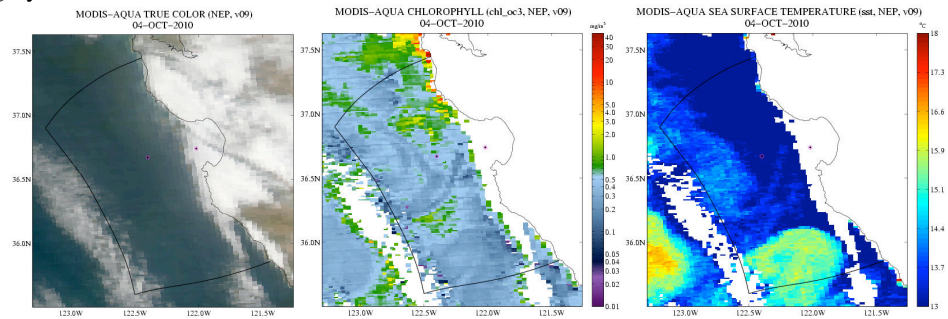 MODIS-AQUA TRUE COLOR (NEP, v09)
04-OCT-2010
37.5N
37.0N
36.5N
36.0N
123.0W
122.5W
122.0W
121.5W
MODIS-AQUA CHLOROPHYLL (chl_oc3, NEP, v09)
04-OCT-2010
mg/m³
37.5N
37.0N
36.5N
36.0N
123.0W
122.5W
122.0W
121.5W
40
30
20
10
5.0
4.0
3.0
2.0
1.0
0.5
0.4
0.3
0.2
0.1
0.05
0.04
0.03
0.02
0.01
MODIS-AQUA SEA SURFACE TEMPERATURE (sst, NEP, v09)
04-OCT-2010
°C
37.5N
37.0N
36.5N
36.0N
123.0W
122.5W
122.0W
121.5W
18
17.3
16.6
15.9
15.1
14.4
13.7
13